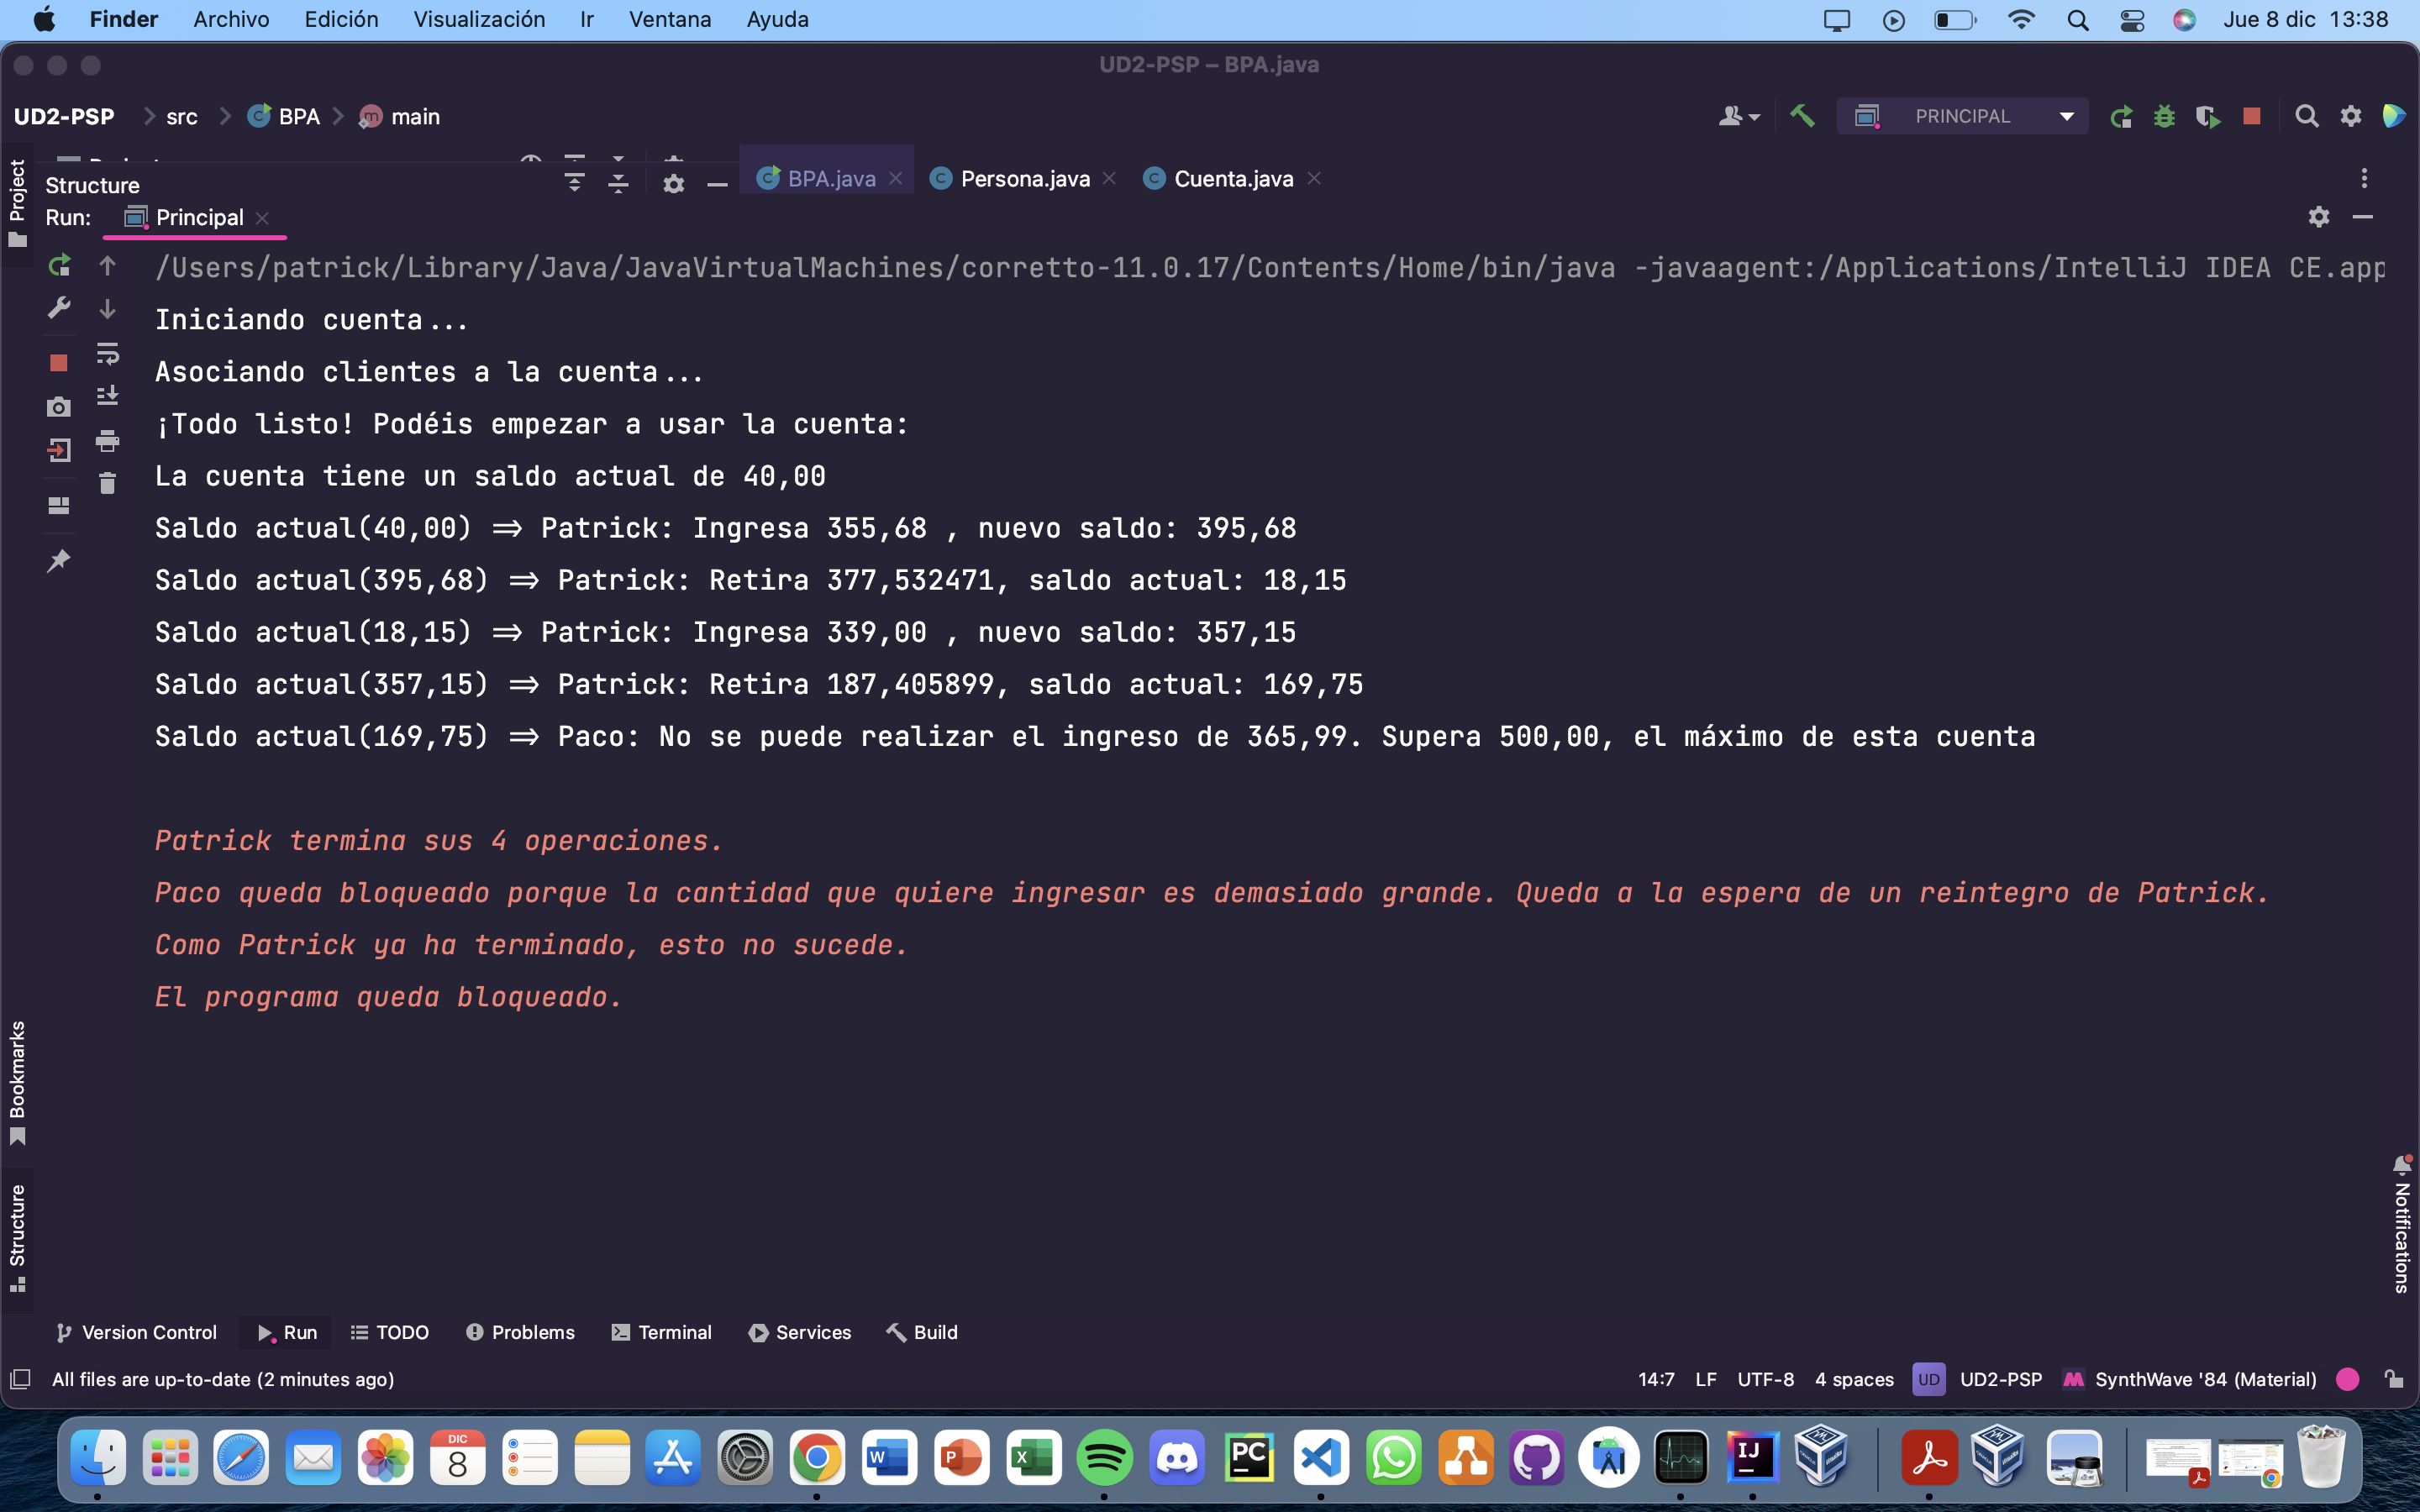 Finder Archivo Edición Visualización Ir Ventana Ayuda Jue 8 dic 13:38
UD2-PSP – BPA.java
UD2-PSP src BPA main PRINCIPAL
Project
Structure BPA.java Persona.java Cuenta.java
Run: Principal
/Users/patrick/Library/Java/JavaVirtualMachines/corretto-11.0.17/Contents/Home/bin/java -javaagent:/Applications/IntelliJ IDEA CE.app
Iniciando cuenta...
Asociando clientes a la cuenta...
¡Todo listo! Podéis empezar a usar la cuenta:
La cuenta tiene un saldo actual de 40,00
Saldo actual(40,00) => Patrick: Ingresa 355,68 , nuevo saldo: 395,68
Saldo actual(395,68) => Patrick: Retira 377,532471, saldo actual: 18,15
Saldo actual(18,15) => Patrick: Ingresa 339,00 , nuevo saldo: 357,15
Saldo actual(357,15) => Patrick: Retira 187,405899, saldo actual: 169,75
Saldo actual(169,75) => Paco: No se puede realizar el ingreso de 365,99. Supera 500,00, el máximo de esta cuenta
Patrick termina sus 4 operaciones.
Paco queda bloqueado porque la cantidad que quiere ingresar es demasiado grande. Queda a la espera de un reintegro de Patrick.
Como Patrick ya ha terminado, esto no sucede.
El programa queda bloqueado.
Bookmarks
Structure
Notifications
Version Control Run TODO Problems Terminal Services Build
All files are up-to-date (2 minutes ago) 14:7 LF UTF-8 4 spaces UD UD2-PSP SynthWave '84 (Material)
DIC
8
W P X PC IJ